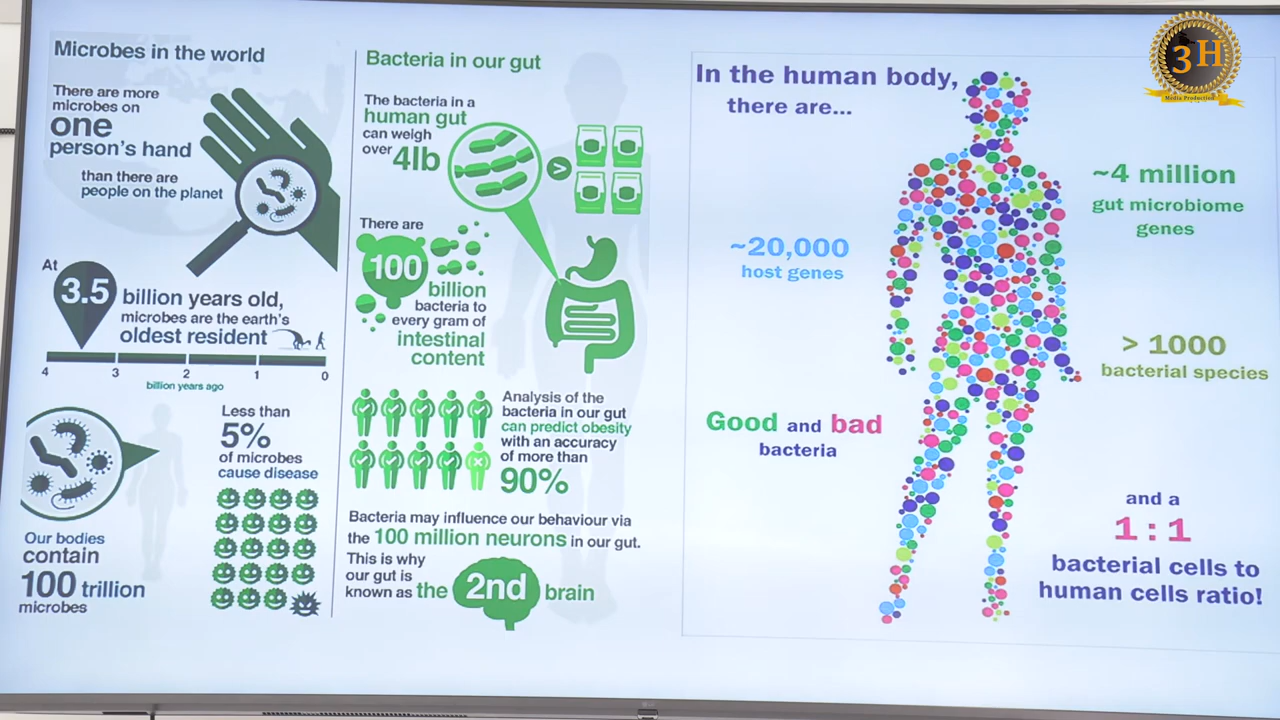 Microbes in the world
There are more
microbes on
one
person's hand
than there are
people on the planet
At
3.5
billion years old,
microbes are the earth's
oldest resident
4 3 2 1 0
billion years ago
Our bodies
contain
100 trillion
microbes
Less than
5%
of microbes
cause disease
Bacteria in our gut
The bacteria in a
human gut
can weigh
over 4lb
>
There are
100
billion
bacteria to
every gram of
intestinal
content
Analysis of the
bacteria in our gut
can predict obesity
with an accuracy
of more than
90%
Bacteria may influence our behaviour via
the 100 million neurons in our gut.
This is why
our gut is
known as the 2nd brain
In the human body,
there are...
~20,000
host genes
~4 million
gut microbiome
genes
> 1000
bacterial species
Good and bad
bacteria
and a
1 : 1
bacterial cells to
human cells ratio!
3H
Media Production
LG